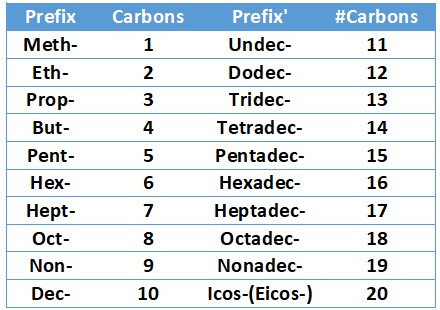 Prefix Carbons Prefix' #Carbons
Meth- 1 Undec- 11
Eth- 2 Dodec- 12
Prop- 3 Tridec- 13
But- 4 Tetradec- 14
Pent- 5 Pentadec- 15
Hex- 6 Hexadec- 16
Hept- 7 Heptadec- 17
Oct- 8 Octadec- 18
Non- 9 Nonadec- 19
Dec- 10 Icos-(Eicos-) 20